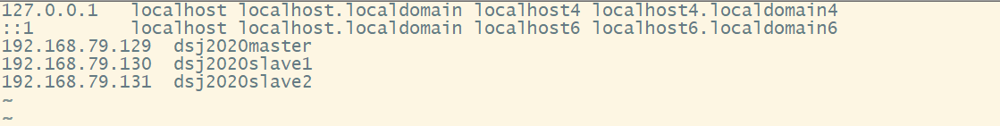 127.0.0.1   localhost localhost.localdomain localhost4 localhost4.localdomain4
::1         localhost localhost.localdomain localhost6 localhost6.localdomain6
192.168.79.129  dsj2020master
192.168.79.130  dsj2020slave1
192.168.79.131  dsj2020slave2
~
~